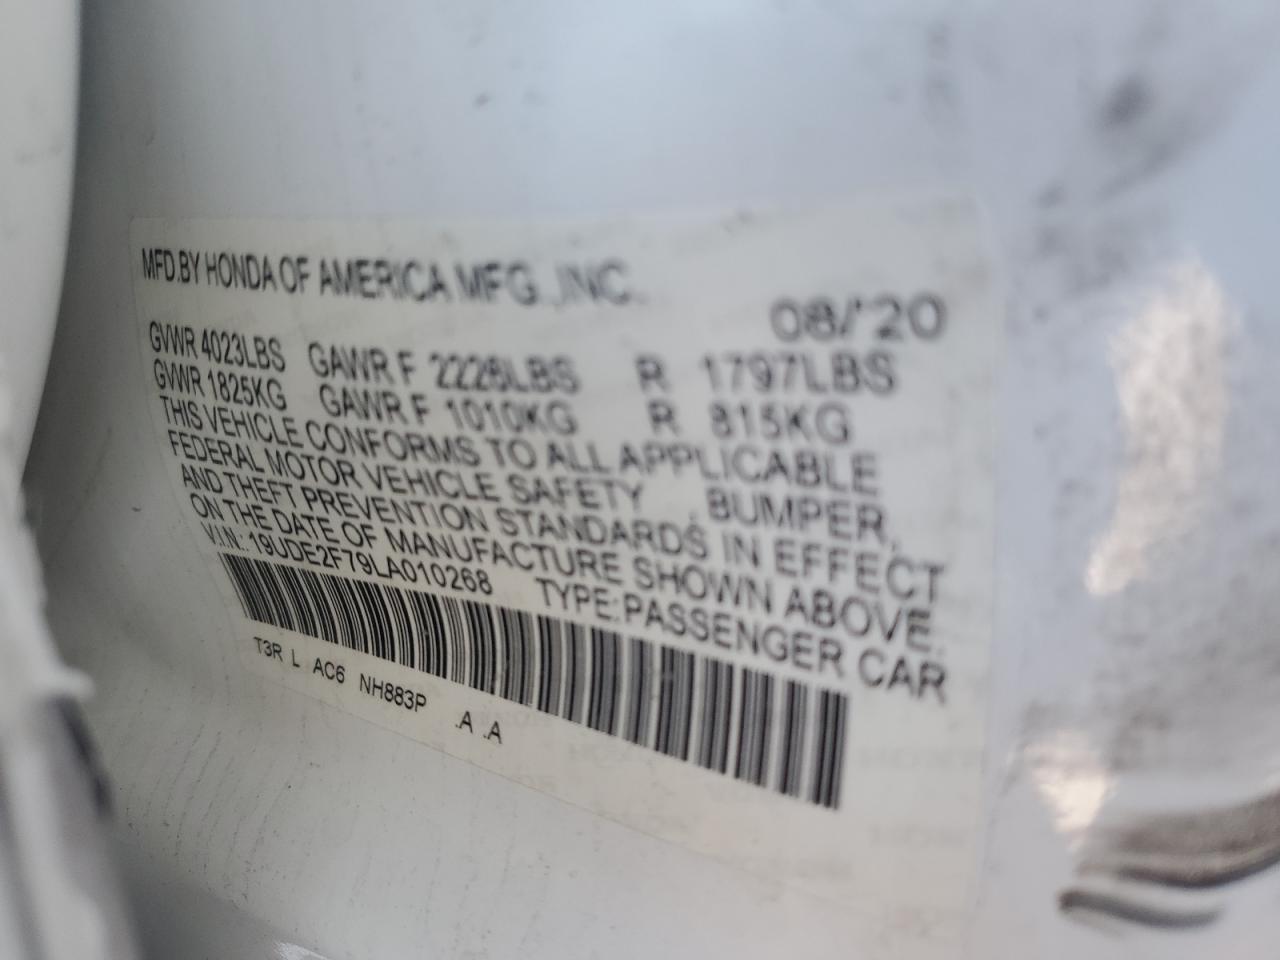 MFD.BY HONDA OF AMERICA MFG.,INC.
08/'20
GVWR 4023LBS GAWR F 2226LBS R 1797LBS
GVWR 1825KG GAWR F 1010KG R 815KG
THIS VEHICLE CONFORMS TO ALL APPLICABLE
FEDERAL MOTOR VEHICLE SAFETY , BUMPER,
AND THEFT PREVENTION STANDARDS IN EFFECT
ON THE DATE OF MANUFACTURE SHOWN ABOVE.
V.I.N.: 19UDE2F79LA010268 TYPE:PASSENGER CAR
T3R L AC6 NH883P .A .A